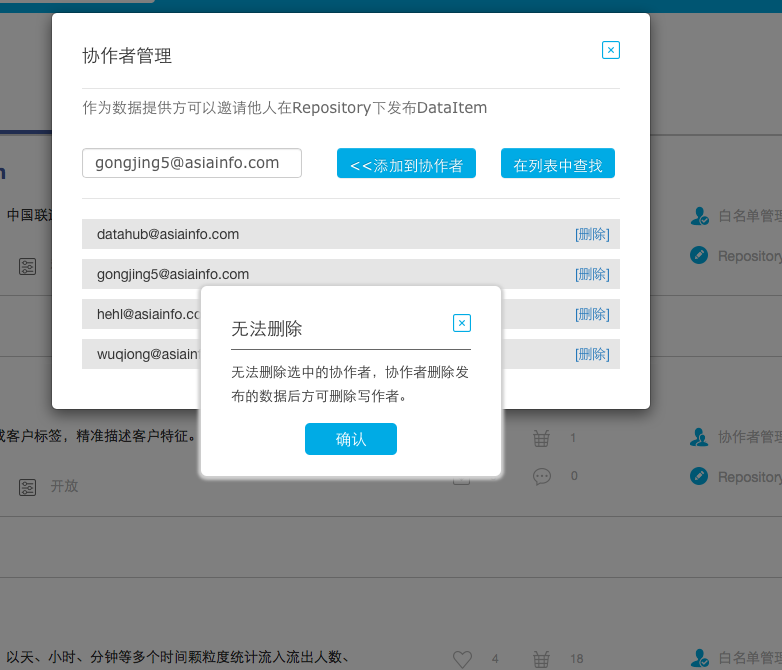 协作者管理
作为数据提供方可以邀请他人在Repository下发布DataItem
gongjing5@asiainfo.com
<<添加到协作者
在列表中查找
中国联
白名单管理
datahub@asiainfo.com
[删除]
Repository
gongjing5@asiainfo.com
[删除]
hehl@asiainfo.co
[删除]
wuqiong@asiain
[删除]
无法删除
无法删除选中的协作者，协作者删除发
布的数据后方可删除写作者。
确认
客户标签，精准描述客户特征。
1
协作者管理
开放
0
Repository
以天、小时、分钟等多个时间颗粒度统计流入流出人数、
4
18
白名单管理